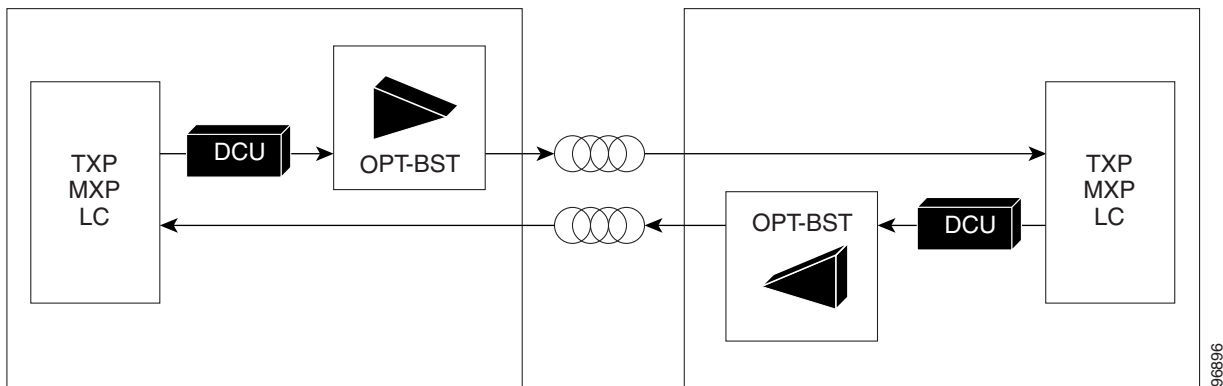 TXP
MXP
LC
DCU
OPT-BST
OPT-BST
DCU
TXP
MXP
LC
96896